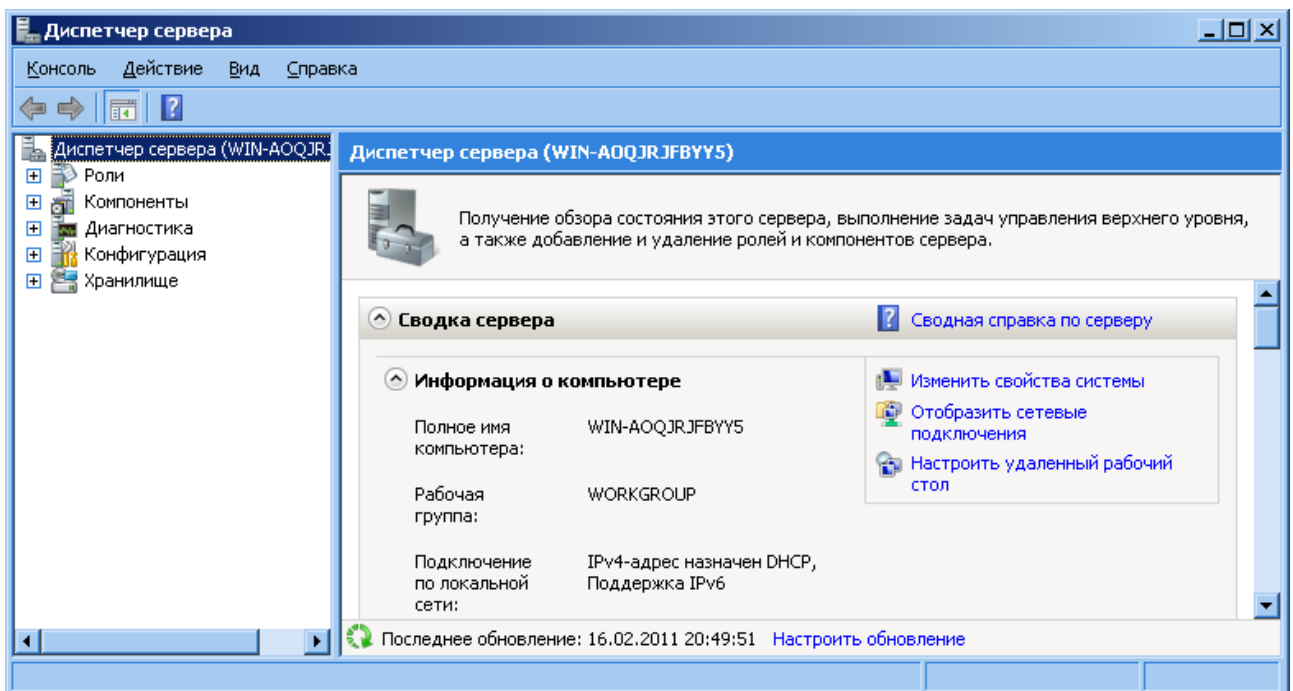 Диспетчер сервера
Консоль Действие Вид Справка
Диспетчер сервера (WIN-AOQJRJ
Роли
Компоненты
Диагностика
Конфигурация
Хранилище
Диспетчер сервера (WIN-AOQJRJFBYY5)
Получение обзора состояния этого сервера, выполнение задач управления верхнего уровня,
а также добавление и удаление ролей и компонентов сервера.
Сводка сервера
Сводная справка по серверу
Информация о компьютере
Полное имя
компьютера:
WIN-AOQJRJFBYY5
Рабочая
группа:
WORKGROUP
Подключение
по локальной
сети:
IPv4-адрес назначен DHCP,
Поддержка IPv6
Изменить свойства системы
Отобразить сетевые
подключения
Настроить удаленный рабочий
стол
Последнее обновление: 16.02.2011 20:49:51 Настроить обновление